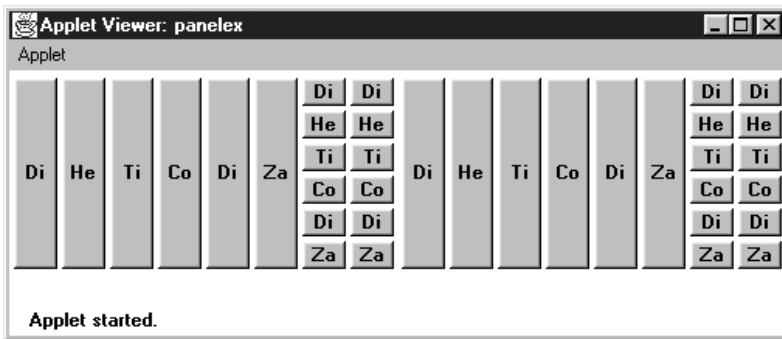 Applet Viewer: panelex
Applet
Di He Ti Co Di Za Di Di Di He Ti Co Di Za Di Di
He He He He
Ti Ti Ti Ti
Co Co Co Co
Di Di Di Di
Za Za Za Za
Applet started.